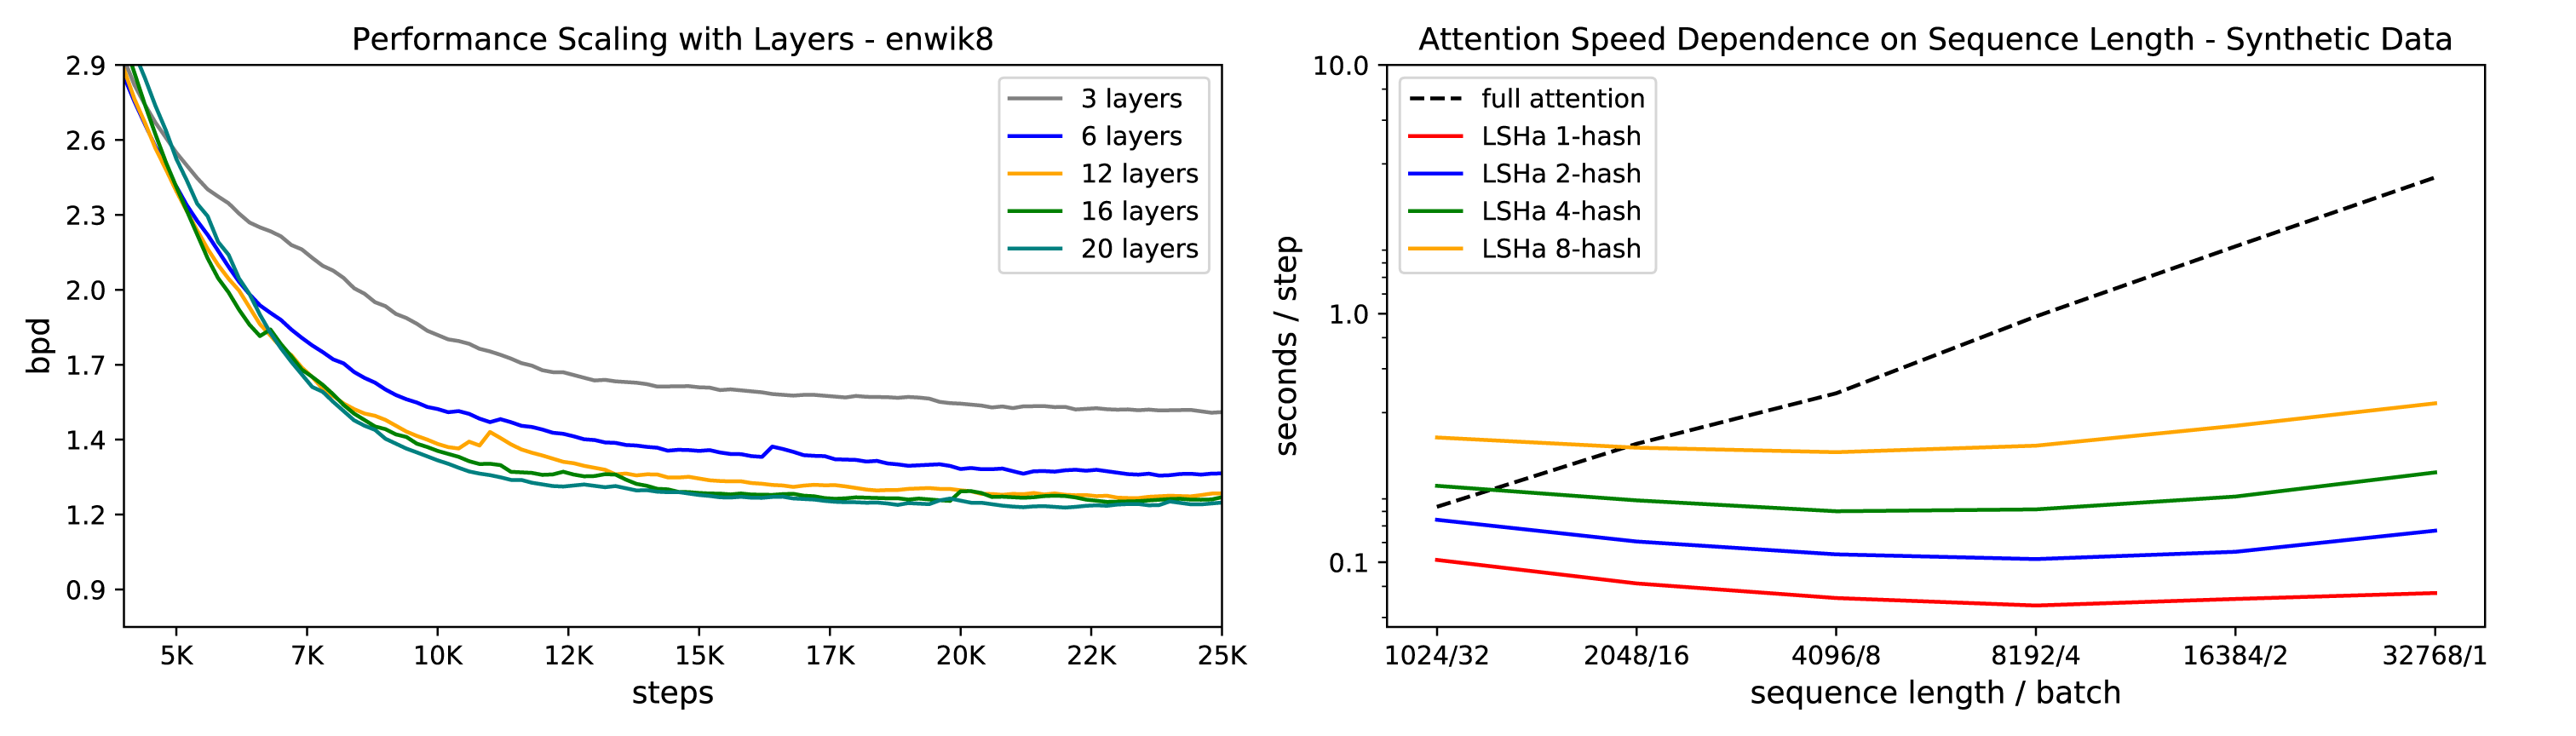 Performance Scaling with Layers - enwik8
2.9
2.6
2.3
2.0
1.7
1.4
1.2
0.9
bpd
3 layers
6 layers
12 layers
16 layers
20 layers
5K 7K 10K 12K 15K 17K 20K 22K 25K
steps
Attention Speed Dependence on Sequence Length - Synthetic Data
10.0
1.0
0.1
seconds / step
full attention
LSHa 1-hash
LSHa 2-hash
LSHa 4-hash
LSHa 8-hash
1024/32 2048/16 4096/8 8192/4 16384/2 32768/1
sequence length / batch